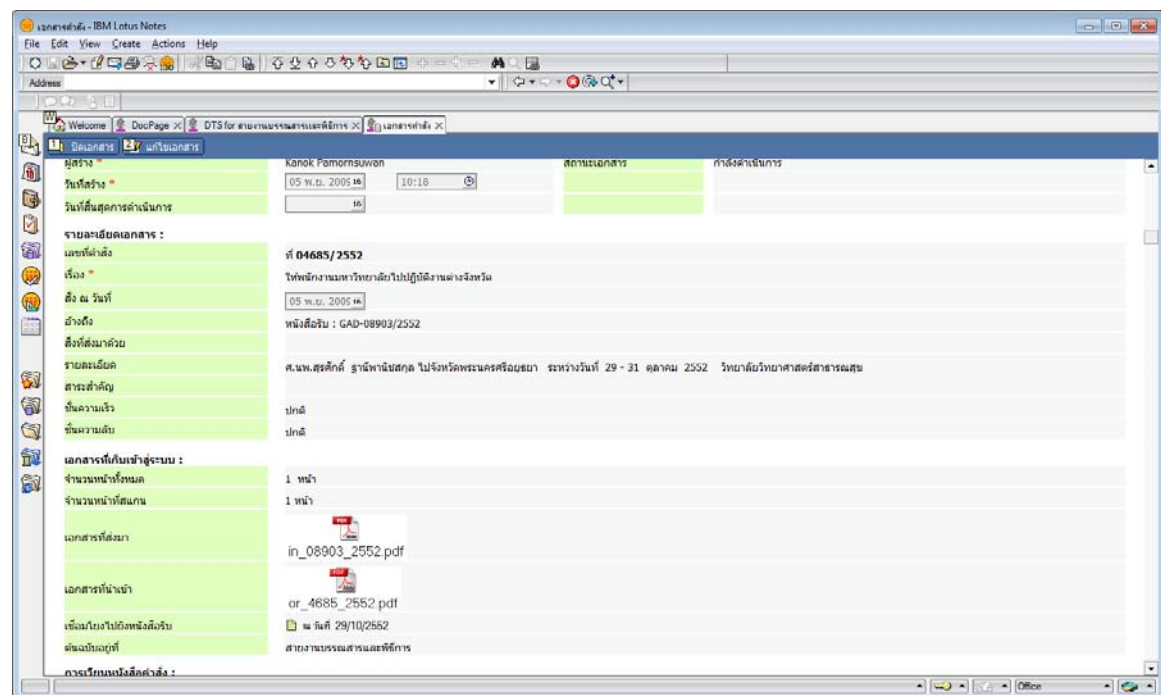 เอกสารคำสั่ง - IBM Lotus Notes
File Edit View Create Actions Help
Address
Welcome DocPage DTS for สายงานบรรณสารและพิธีการ เอกสารคำสั่ง
ปิดเอกสาร แก้ไขเอกสาร
ผู้สร้าง * Kanok Pamornsuwan สถานะเอกสาร กำลังดำเนินการ
วันที่สร้าง * 05 พ.ย. 2009 16 10:18
วันที่สิ้นสุดการดำเนินการ 16
รายละเอียดเอกสาร :
เลขที่คำสั่ง ที่ 04685/2552
เรื่อง * ให้พนักงานมหาวิทยาลัยไปปฏิบัติงานต่างจังหวัด
สั่ง ณ วันที่ 05 พ.ย. 2009 16
อ้างถึง หนังสือรับ : GAD-08903/2552
สิ่งที่ส่งมาด้วย
รายละเอียด ศ.นพ.สุรศักดิ์ ฐานีพานิชสกุล ไปจังหวัดพระนครศรีอยุธยา ระหว่างวันที่ 29 - 31 ตุลาคม 2552 วิทยาลัยวิทยาศาสตร์สาธารณสุข
สาระสำคัญ
ชั้นความเร็ว ปกติ
ชั้นความลับ ปกติ
เอกสารที่เก็บเข้าสู่ระบบ :
จำนวนหน้าทั้งหมด 1 หน้า
จำนวนหน้าที่สแกน 1 หน้า
เอกสารที่ส่งมา in_08903_2552.pdf
เอกสารที่นำเข้า or_4685_2552.pdf
เชื่อมโยงไปยังหนังสือรับ ณ วันที่ 29/10/2552
ต้นฉบับอยู่ที่ สายงานบรรณสารและพิธีการ
การเวียนหนังสือคำสั่ง :
Office